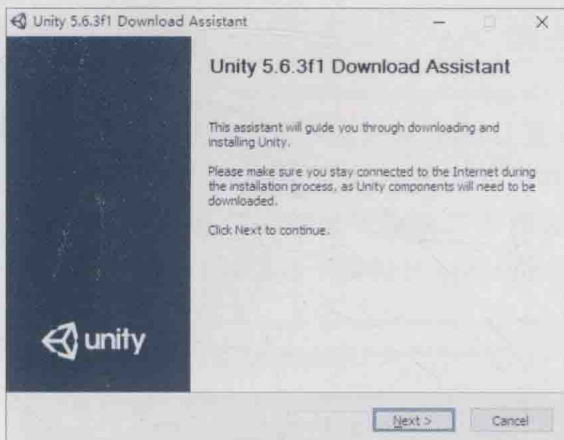 Unity 5.6.3f1 Download Assistant
Unity 5.6.3f1 Download Assistant
This assistant will guide you through downloading and
installing Unity.
Please make sure you stay connected to the Internet during
the installation process, as Unity components will need to be
downloaded.
Click Next to continue.
unity
Next >
Cancel